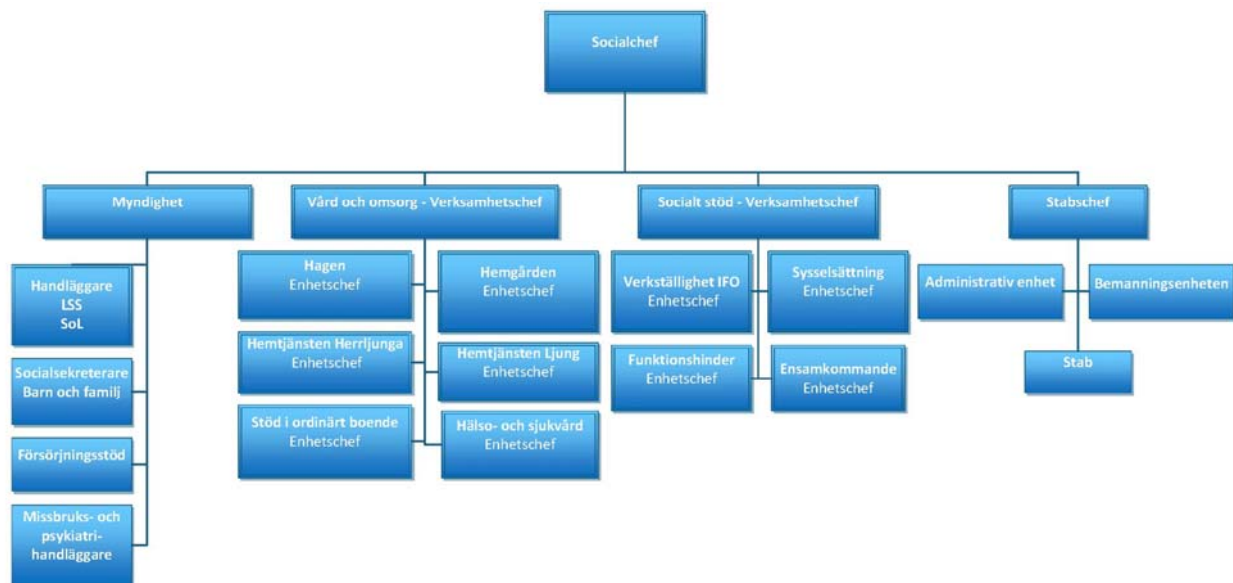 Socialchef
Myndighet
Vård och omsorg - Verksamhetschef
Socialt stöd - Verksamhetschef
Stabschef
Handläggare
LSS
SoL
Socialsekreterare
Barn och familj
Försörjningsstöd
Missbruks- och
psykiatri-
handläggare
Hagen
Enhetschef
Hemgården
Enhetschef
Hemtjänsten Herrljunga
Enhetschef
Hemtjänsten Ljung
Enhetschef
Stöd i ordinärt boende
Enhetschef
Hälso- och sjukvård
Enhetschef
Verkställighet IFO
Enhetschef
Sysselsättning
Enhetschef
Funktionshinder
Enhetschef
Ensamkommande
Enhetschef
Administrativ enhet
Bemanningsenheten
Stab